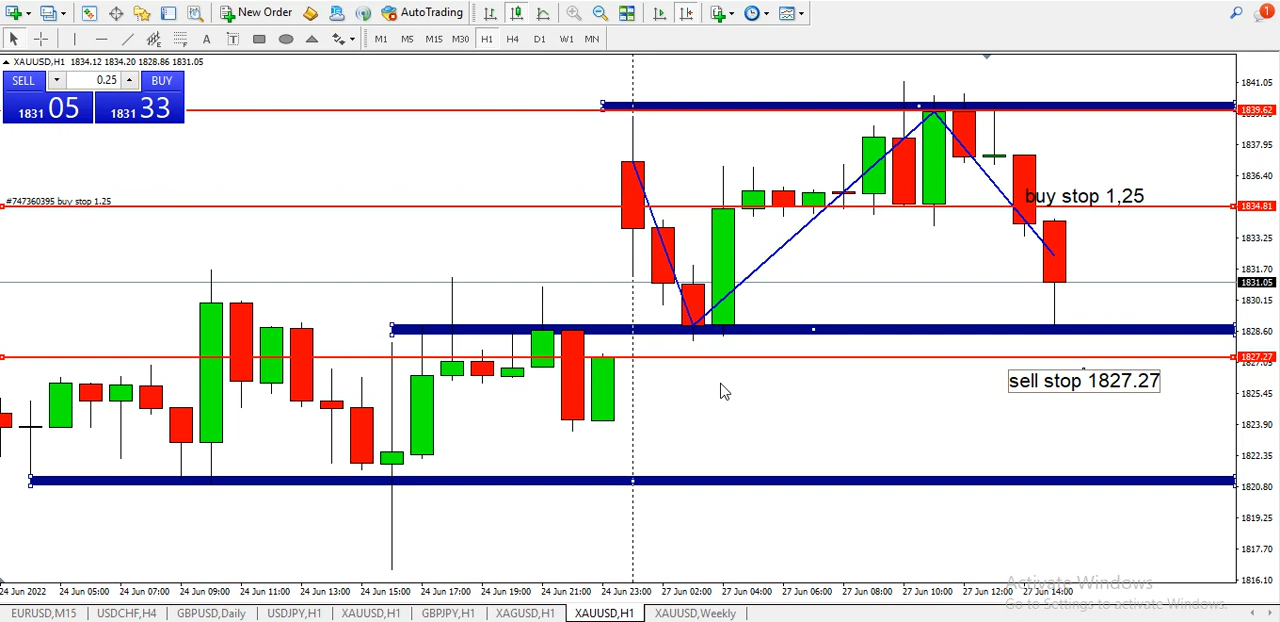 New Order AutoTrading 1
A T M1 M5 M15 M30 H1 H4 D1 W1 MN
XAUUSD,H1 1834.12 1834.20 1828.86 1831.05
SELL 0.25 BUY
1831 05 1831 33
#747360395 buy stop 1.25
buy stop 1,25
sell stop 1827.27
1841.05
1839.62
1837.95
1836.40
1834.81
1833.25
1831.70
1831.05
1830.15
1828.60
1827.27
1825.45
1823.90
1822.35
1820.80
1819.25
1817.70
1816.10
Activate Windows
Go to Settings to activate Windows.
24 Jun 2022 24 Jun 05:00 24 Jun 07:00 24 Jun 09:00 24 Jun 11:00 24 Jun 13:00 24 Jun 15:00 24 Jun 17:00 24 Jun 19:00 24 Jun 21:00 24 Jun 23:00 27 Jun 02:00 27 Jun 04:00 27 Jun 06:00 27 Jun 08:00 27 Jun 10:00 27 Jun 12:00 27 Jun 14:00
EURUSD,M15 USDCHF,H4 GBPUSD,Daily USDJPY,H1 XAUUSD,H1 GBPJPY,H1 XAGUSD,H1 XAUUSD,H1 XAUUSD,Weekly